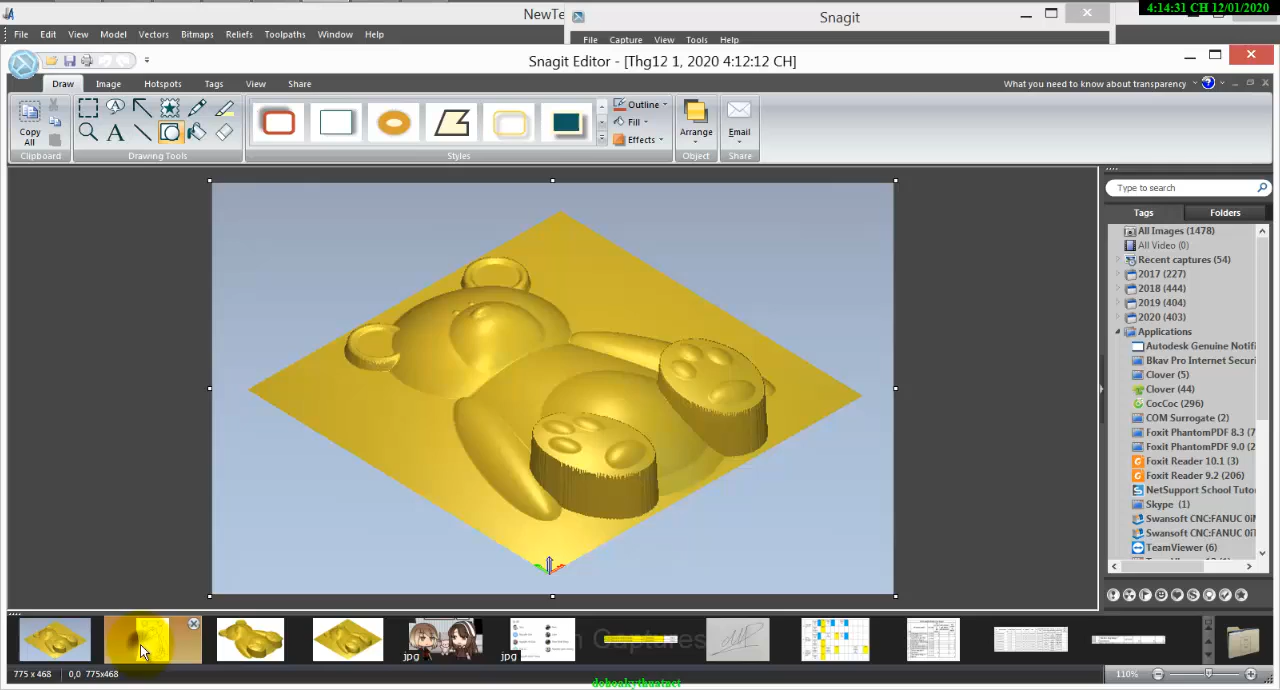 4:14:31 CH 12/01/2020
NewTe
Snagit
File Edit View Model Vectors Bitmaps Reliefs Toolpaths Window Help
File Capture View Tools Help
Snagit Editor - [Thg12 1, 2020 4:12:12 CH]
Draw Image Hotspots Tags View Share
What you need to know about transparency
Copy All
Clipboard
Drawing Tools
Styles
Outline
Fill
Effects
Arrange
Object
Email
Share
Type to search
Tags Folders
All Images (1478)
All Video (0)
Recent captures (54)
2017 (227)
2018 (444)
2019 (404)
2020 (403)
Applications
Autodesk Genuine Notifi
Bkav Pro Internet Securi
Clover (5)
Clover (44)
CocCoc (296)
COM Surrogate (2)
Foxit PhantomPDF 8.3 (7
Foxit PhantomPDF 9.0 (2
Foxit Reader 10.1 (3)
Foxit Reader 9.2 (206)
NetSupport School Tuto
Skype (1)
Swansoft CNC:FANUC 0iM
Swansoft CNC:FANUC 0iT
TeamViewer (6)
jpg
jpg
Captures
775 x 468 0,0 775x468
110%
dohoakythuatnet